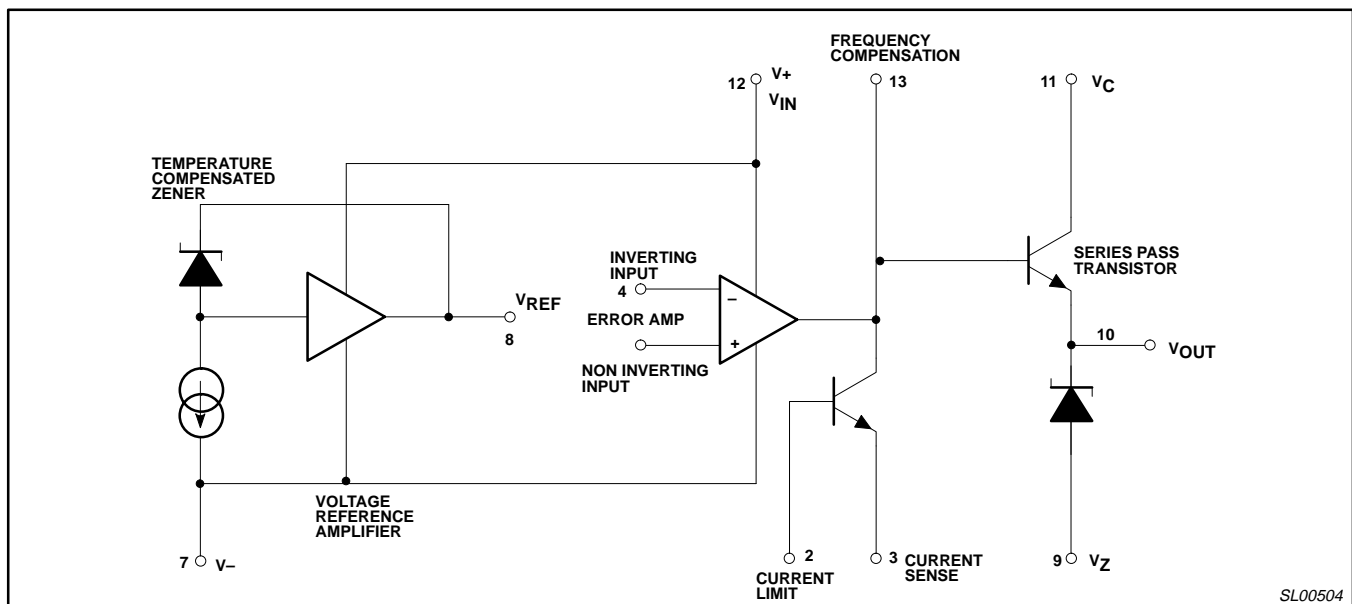 FREQUENCY
COMPENSATION
12
V+
VIN
13
11
VC
TEMPERATURE
COMPENSATED
ZENER
INVERTING
INPUT
4
–
SERIES PASS
TRANSISTOR
VREF
8
ERROR AMP
+
NON INVERTING
INPUT
10
VOUT
VOLTAGE
REFERENCE
AMPLIFIER
7
V–
2
CURRENT
LIMIT
3
CURRENT
SENSE
9
VZ
SL00504